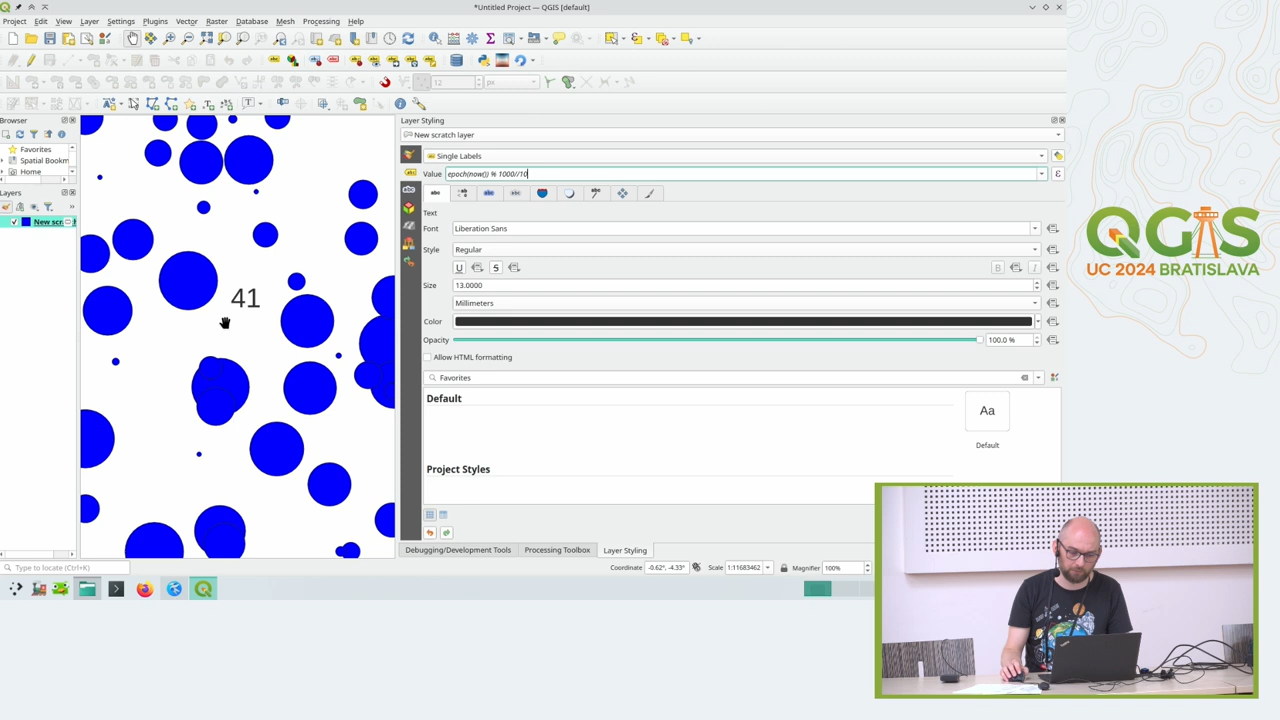 *Untitled Project — QGIS [default]
Project Edit View Layer Settings Plugins Vector Raster Database Mesh Processing Help
12 px
Browser
Favorites
Spatial Bookm
Home
Layers
New scr
41
Layer Styling
New scratch layer
Single Labels
Value epoch(now()) % 1000//10
Text
Font Liberation Sans
Style Regular
U S B I
Size 13.0000
Millimeters
Color
Opacity 100.0 %
Allow HTML formatting
Favorites
Default
Aa
Default
Project Styles
Debugging/Development Tools Processing Toolbox Layer Styling
Type to locate (Ctrl+K) Coordinate -0.62°, -4.33° Scale 1:11683462 Magnifier 100%
QGIS
UC 2024 BRATISLAVA